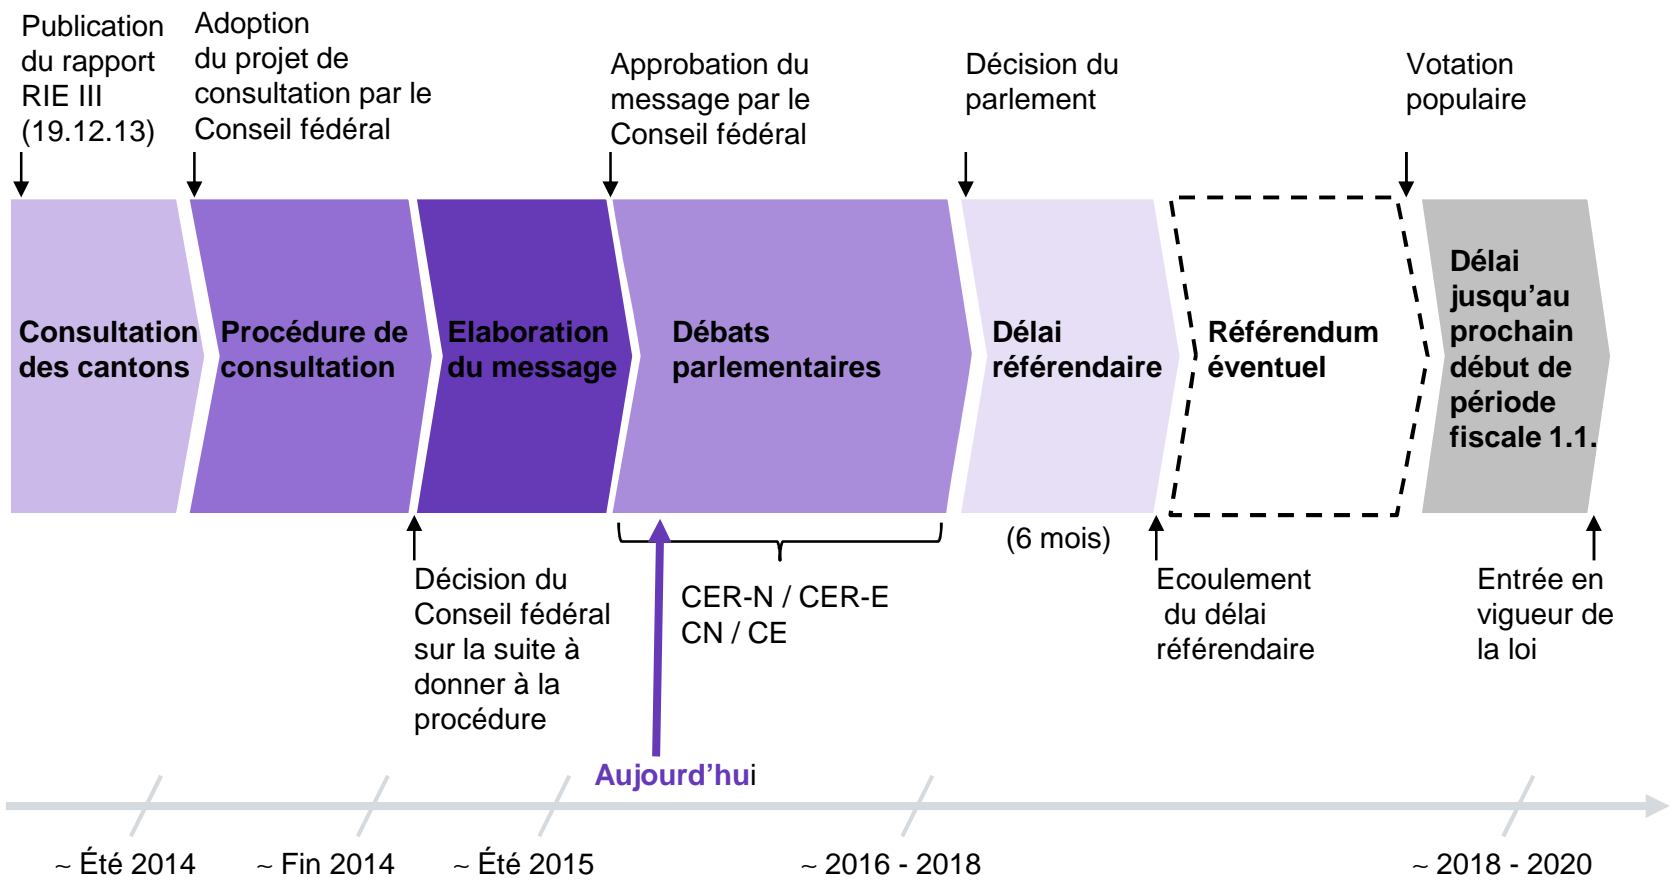 Publication
du rapport
RIE III
(19.12.13)
Adoption
du projet de
consultation par le
Conseil fédéral
Approbation du
message par le
Conseil fédéral
Décision du
parlement
Votation
populaire
Consultation
des cantons
Procédure de
consultation
Elaboration
du message
Débats
parlementaires
Délai
référendaire
Référendum
éventuel
Délai
jusqu'au
prochain
début de
période
fiscale 1.1.
(6 mois)
Décision du
Conseil fédéral
sur la suite à
donner à la
procédure
CER-N / CER-E
CN / CE
Ecoulement
du délai
référendaire
Entrée en
vigueur de
la loi
Aujourd'hui
~ Été 2014
~ Fin 2014
~ Été 2015
~ 2016 - 2018
~ 2018 - 2020